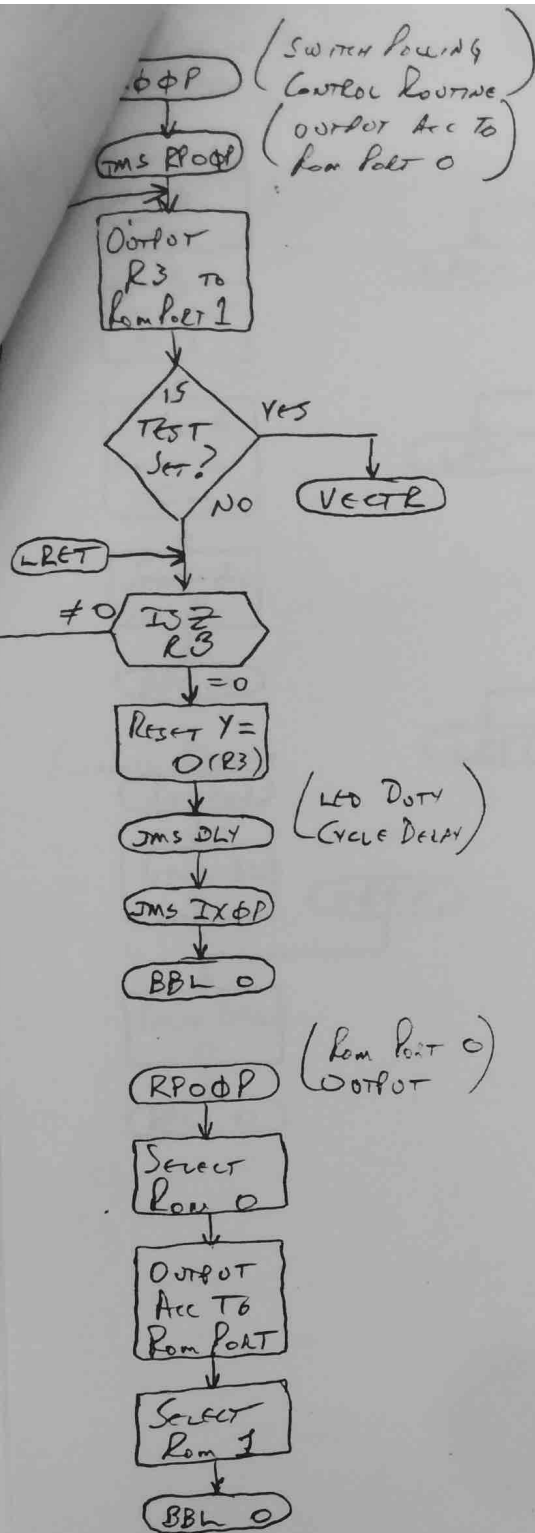 (SWITCH POLLING
CONTROL ROUTINE)
JMS RPOφP
(OUTPUT ACC TO
ROM PORT 0)
OUTPUT
R3 TO
ROM PORT 1
IS
TEST
SET?
YES
VECTR
NO
LRET
≠0
ISZ
R3
=0
RESET Y=
0(R3)
JMS DLY
(LED DUTY
CYCLE DELAY)
JMS IXφP
BBL 0
RPOφP
(ROM PORT 0
OUTPUT)
SELECT
ROM 0
OUTPUT
ACC TO
ROM PORT
SELECT
ROM 1
BBL 0